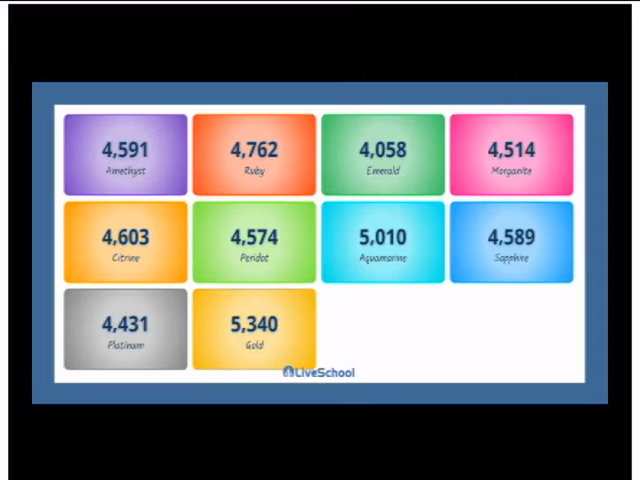 4,591
Amethyst
4,762
Ruby
4,058
Emerald
4,514
Morganite
4,603
Citrine
4,574
Peridot
5,010
Aquamarine
4,589
Sapphire
4,431
Platinum
5,340
Gold
LiveSchool